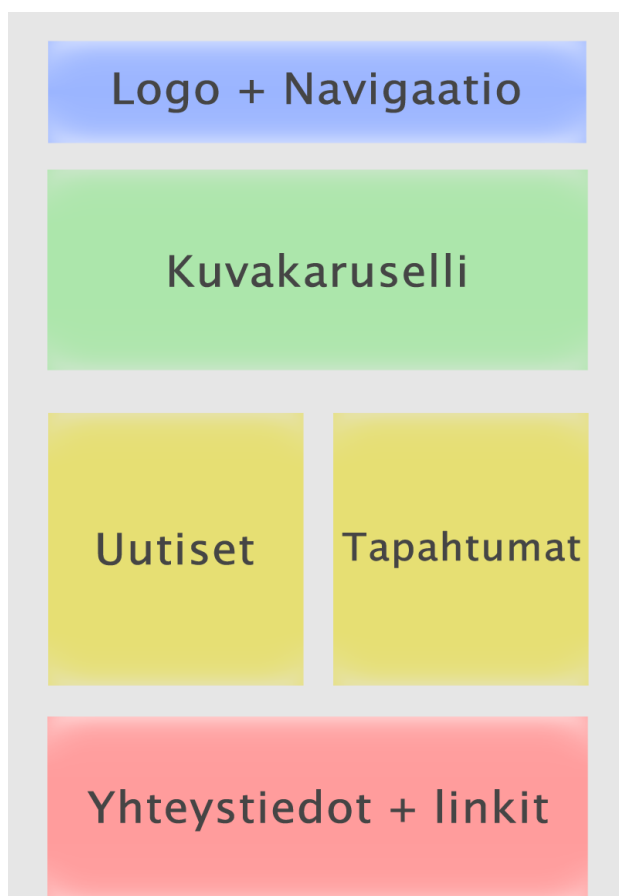 Logo + Navigaatio
Kuvakaruselli
Uutiset
Tapahtumat
Yhteystiedot + linkit